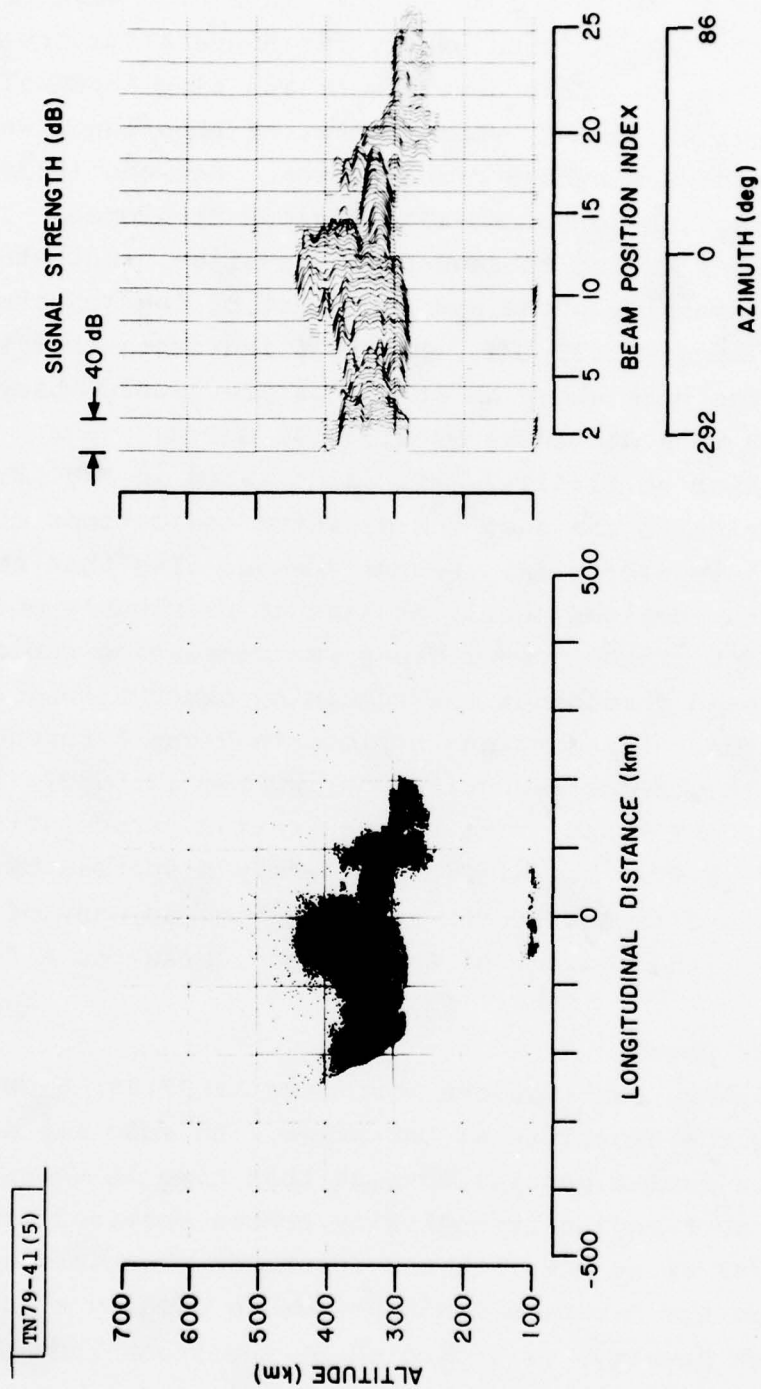 TN79-41 (5)
700
600
500
400
300
200
100
ALTITUDE (km)
-500
0
500
LONGITUDINAL DISTANCE (km)
SIGNAL STRENGTH (dB)
40 dB
2
5
10
15
20
25
BEAM POSITION INDEX
292
0
86
AZIMUTH (deg)